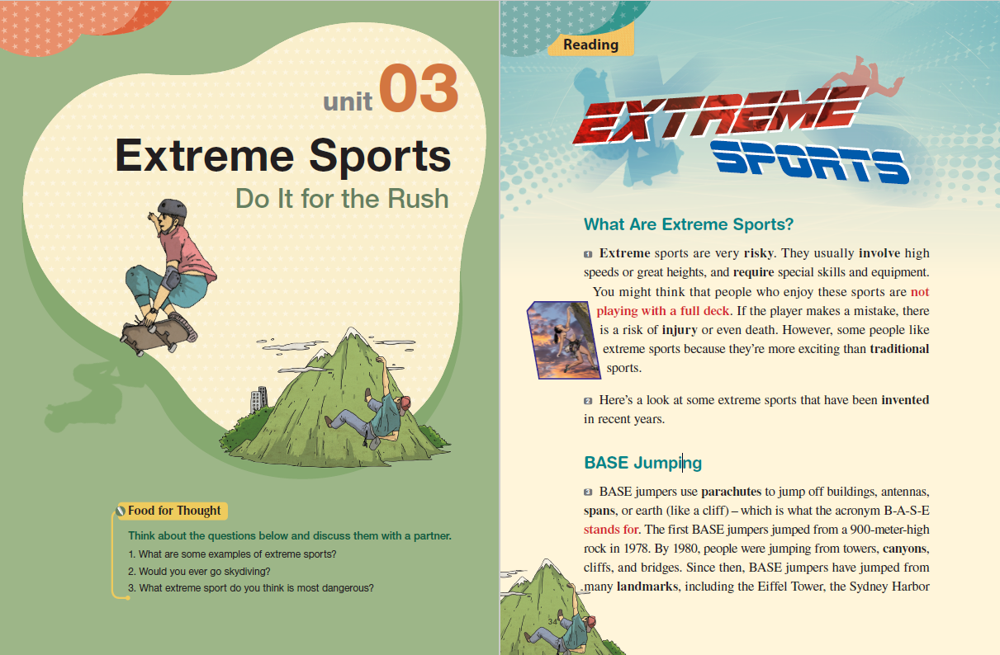 unit 03
Extreme Sports
Do It for the Rush
Food for Thought
Think about the questions below and discuss them with a partner.
1. What are some examples of extreme sports?
2. Would you ever go skydiving?
3. What extreme sport do you think is most dangerous?
Reading
EXTREME
SPORTS
What Are Extreme Sports?
1 Extreme sports are very risky. They usually involve high
speeds or great heights, and require special skills and equipment.
You might think that people who enjoy these sports are not
playing with a full deck. If the player makes a mistake, there
is a risk of injury or even death. However, some people like
extreme sports because they're more exciting than traditional
sports.
2 Here's a look at some extreme sports that have been invented
in recent years.
BASE Jumping
3 BASE jumpers use parachutes to jump off buildings, antennas,
spans, or earth (like a cliff) – which is what the acronym B-A-S-E
stands for. The first BASE jumpers jumped from a 900-meter-high
rock in 1978. By 1980, people were jumping from towers, canyons,
cliffs, and bridges. Since then, BASE jumpers have jumped from
many landmarks, including the Eiffel Tower, the Sydney Harbor
34